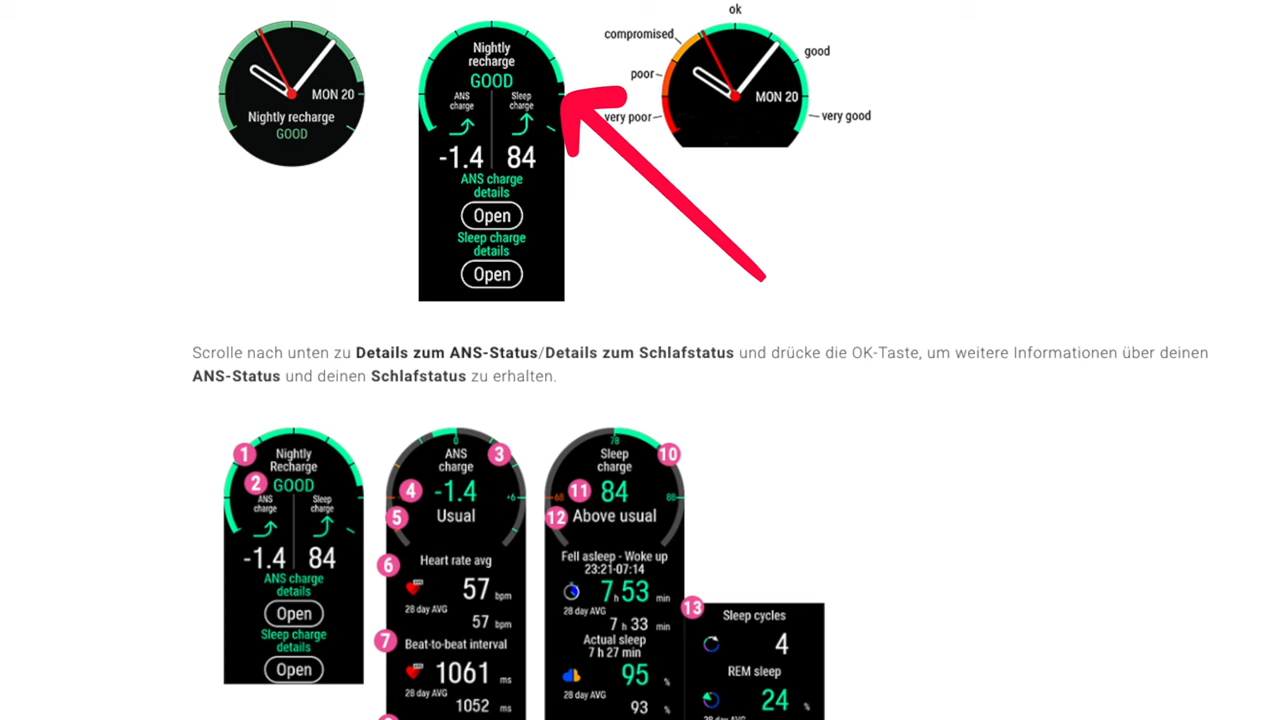 MON 20
Nightly recharge
GOOD
Nightly
recharge
GOOD
ANS
charge
Sleep
charge
-1.4
84
ANS charge
details
Open
Sleep charge
details
Open
ok
compromised
good
poor
MON 20
very poor
very good
Scrolle nach unten zu Details zum ANS-Status/Details zum Schlafstatus und drücke die OK-Taste, um weitere Informationen über deinen
ANS-Status und deinen Schlafstatus zu erhalten.
1
Nightly
Recharge
2
GOOD
ANS
charge
Sleep
charge
-1.4
84
ANS charge
details
Open
Sleep charge
details
Open
0
ANS
charge
3
4
-1.4
+6
5
Usual
6
Heart rate avg
57 bpm
28 day AVG
57 bpm
7
Beat-to-beat interval
1061 ms
28 day AVG
1052 ms
78
Sleep
charge
10
68
11
84
88
12
Above usual
Fell asleep - Woke up
23:21-07:14
7 h 53 min
28 day AVG
7 h 33 min
Actual sleep
7 h 27 min
95 %
28 day AVG
93 %
13
Sleep cycles
4
REM sleep
24 %
28 day AVG